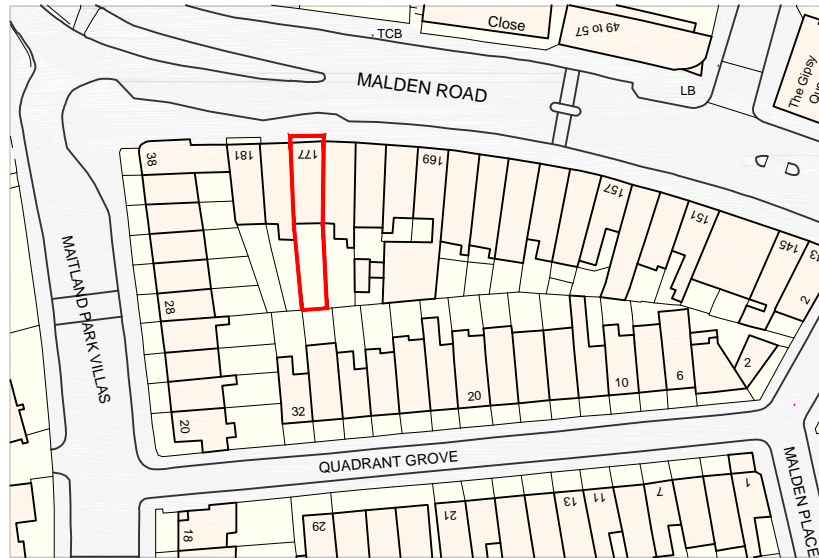 Close
49 to 57
TCB
MALDEN ROAD
LB
The Gipsy
Que
38
181
177
169
157
151
145
13
2
MAITLAND PARK VILLAS
28
20
32
20
10
6
2
QUADRANT GROVE
MALDEN PLACE
18
29
21
13
11
7
1